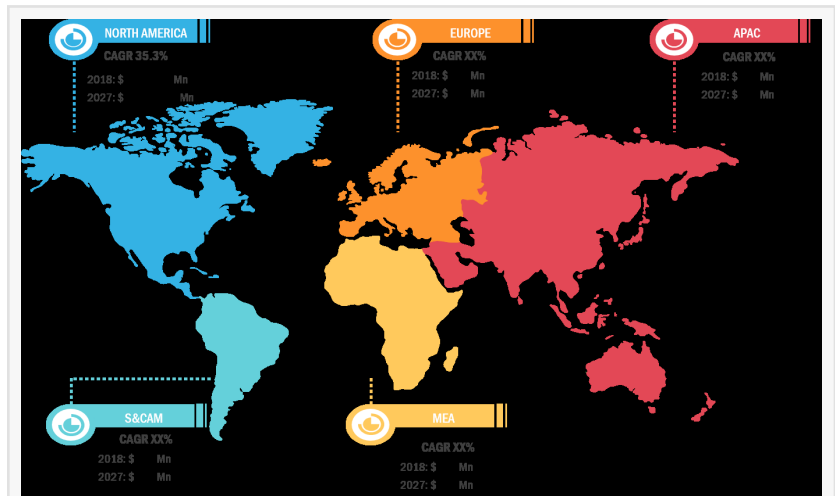 NORTH AMERICA
CAGR 35.3%
2018: $ Mn
2027: $ Mn
EUROPE
CAGR XX%
2018: $ Mn
2027: $ Mn
APAC
CAGR XX%
2018: $ Mn
2027: $ Mn
S&CAM
CAGR XX%
2018: $ Mn
2027: $ Mn
MEA
CAGR XX%
2018: $ Mn
2027: $ Mn